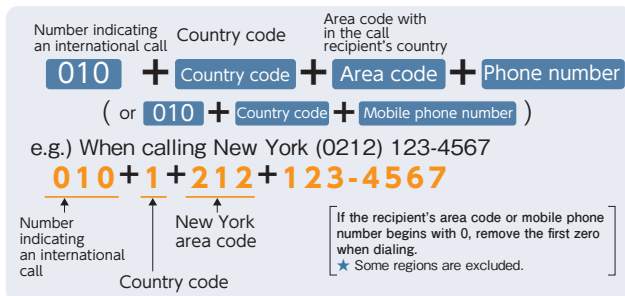 Number indicating
an international call
Country code
Area code with
in the call
recipient's country
010 + Country code + Area code + Phone number
( or 010 + Country code + Mobile phone number )
e.g.) When calling New York (0212) 123-4567
010+1+212+123-4567
Number
indicating
an international
call
Country code
New York
area code
If the recipient's area code or mobile phone
number begins with 0, remove the first zero
when dialing.
★ Some regions are excluded.